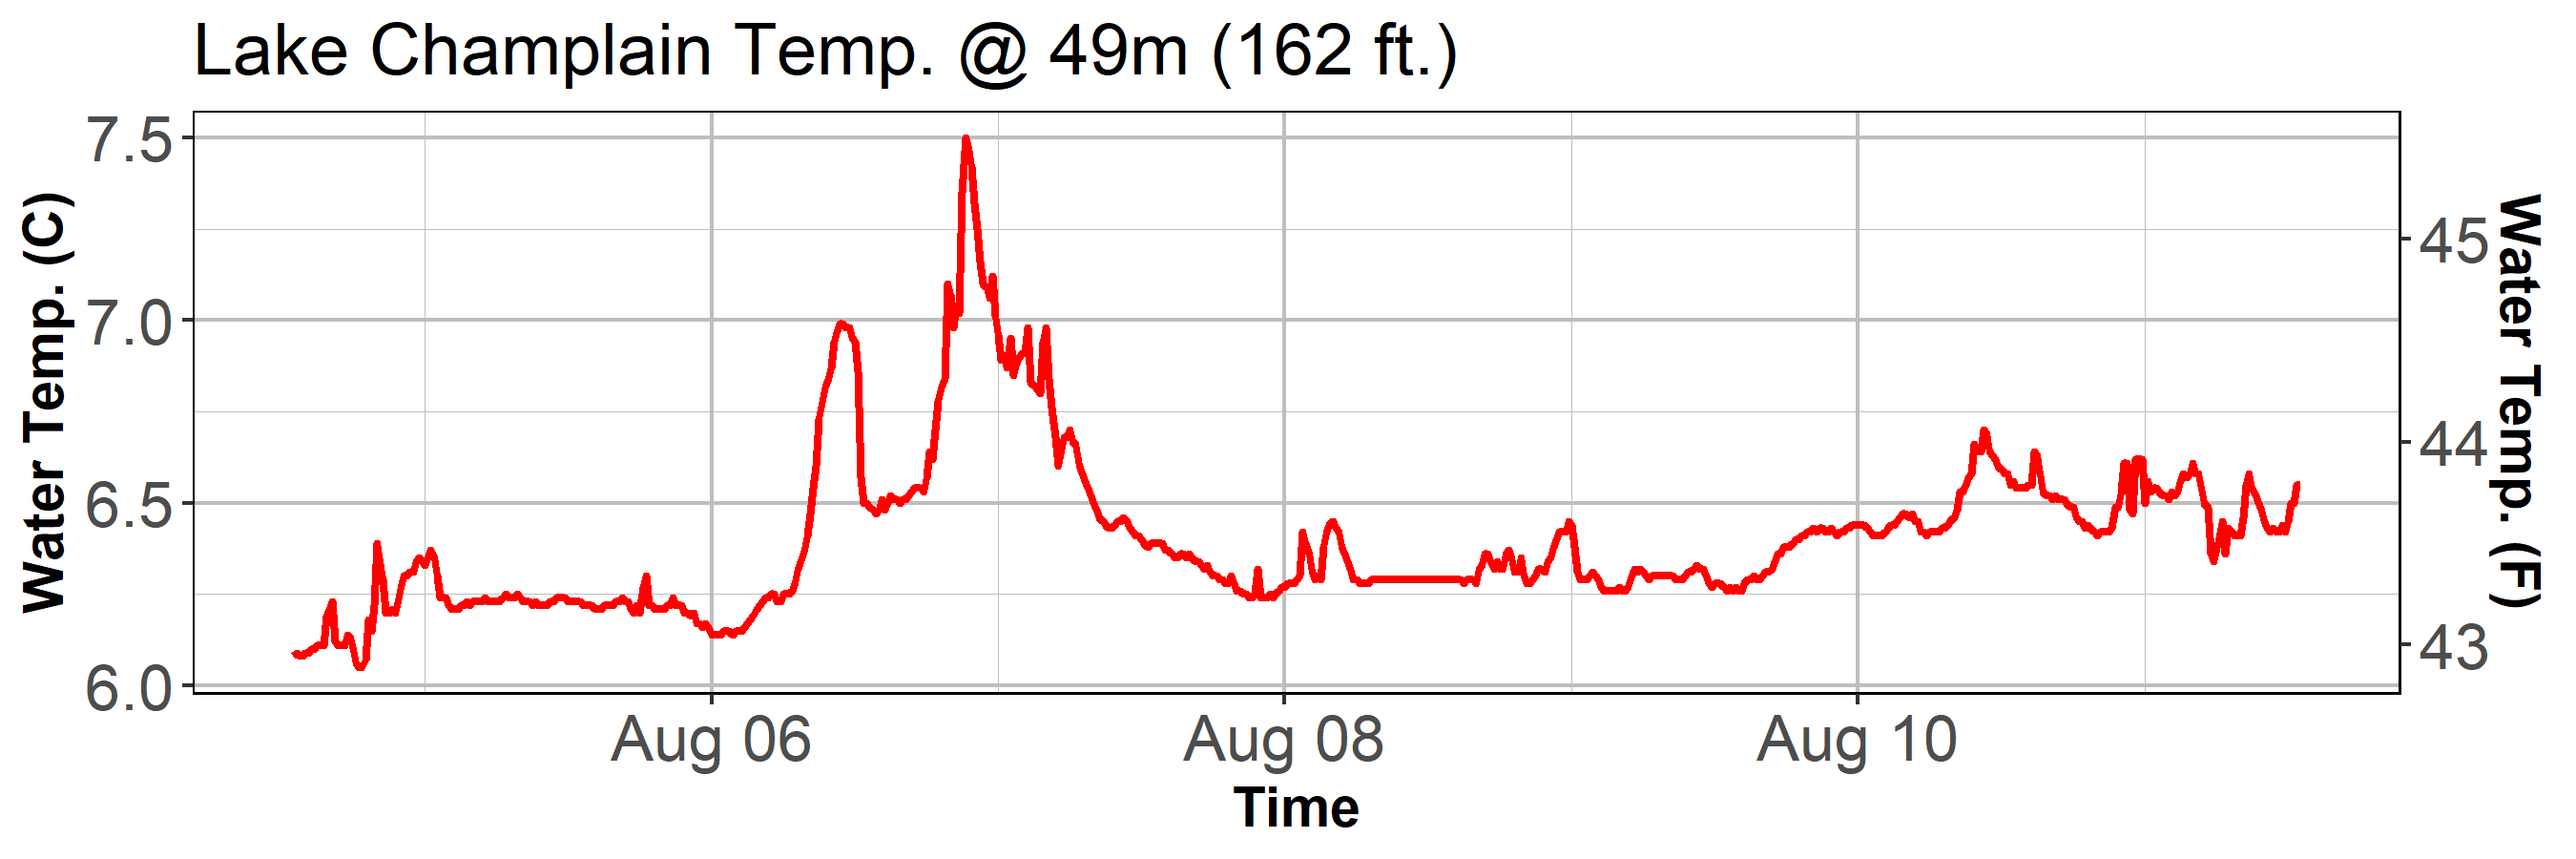 Lake Champlain Temp. @ 49m (162 ft.)
Water Temp. (C)
7.5
7.0
6.5
6.0
45
44
43
Water Temp. (F)
Aug 06 Aug 08 Aug 10
Time